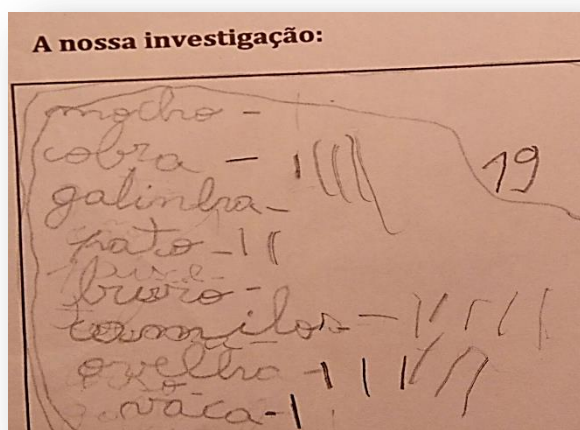 A nossa investigação:
mocho -
cobra - 19
galinha -
pato -
burro -
ovelha -
vaca -